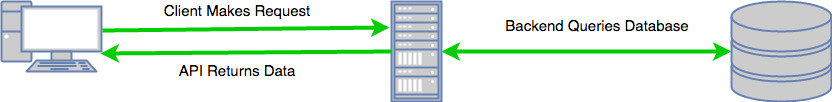 Client Makes Request
Backend Queries Database
API Returns Data